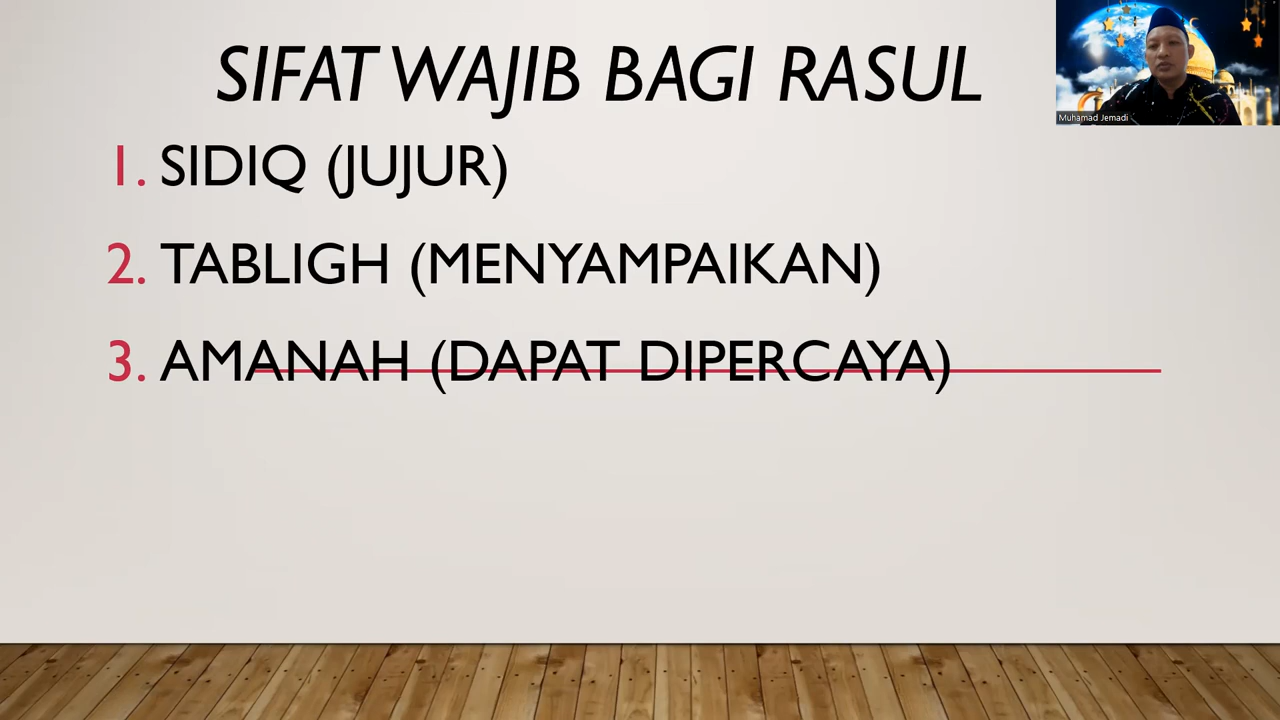 SIFAT WAJIB BAGI RASUL
Muhamad Jemadi
1. SIDIQ (JUJUR)
2. TABLIGH (MENYAMPAIKAN)
3. AMANAH (DAPAT DIPERCAYA)